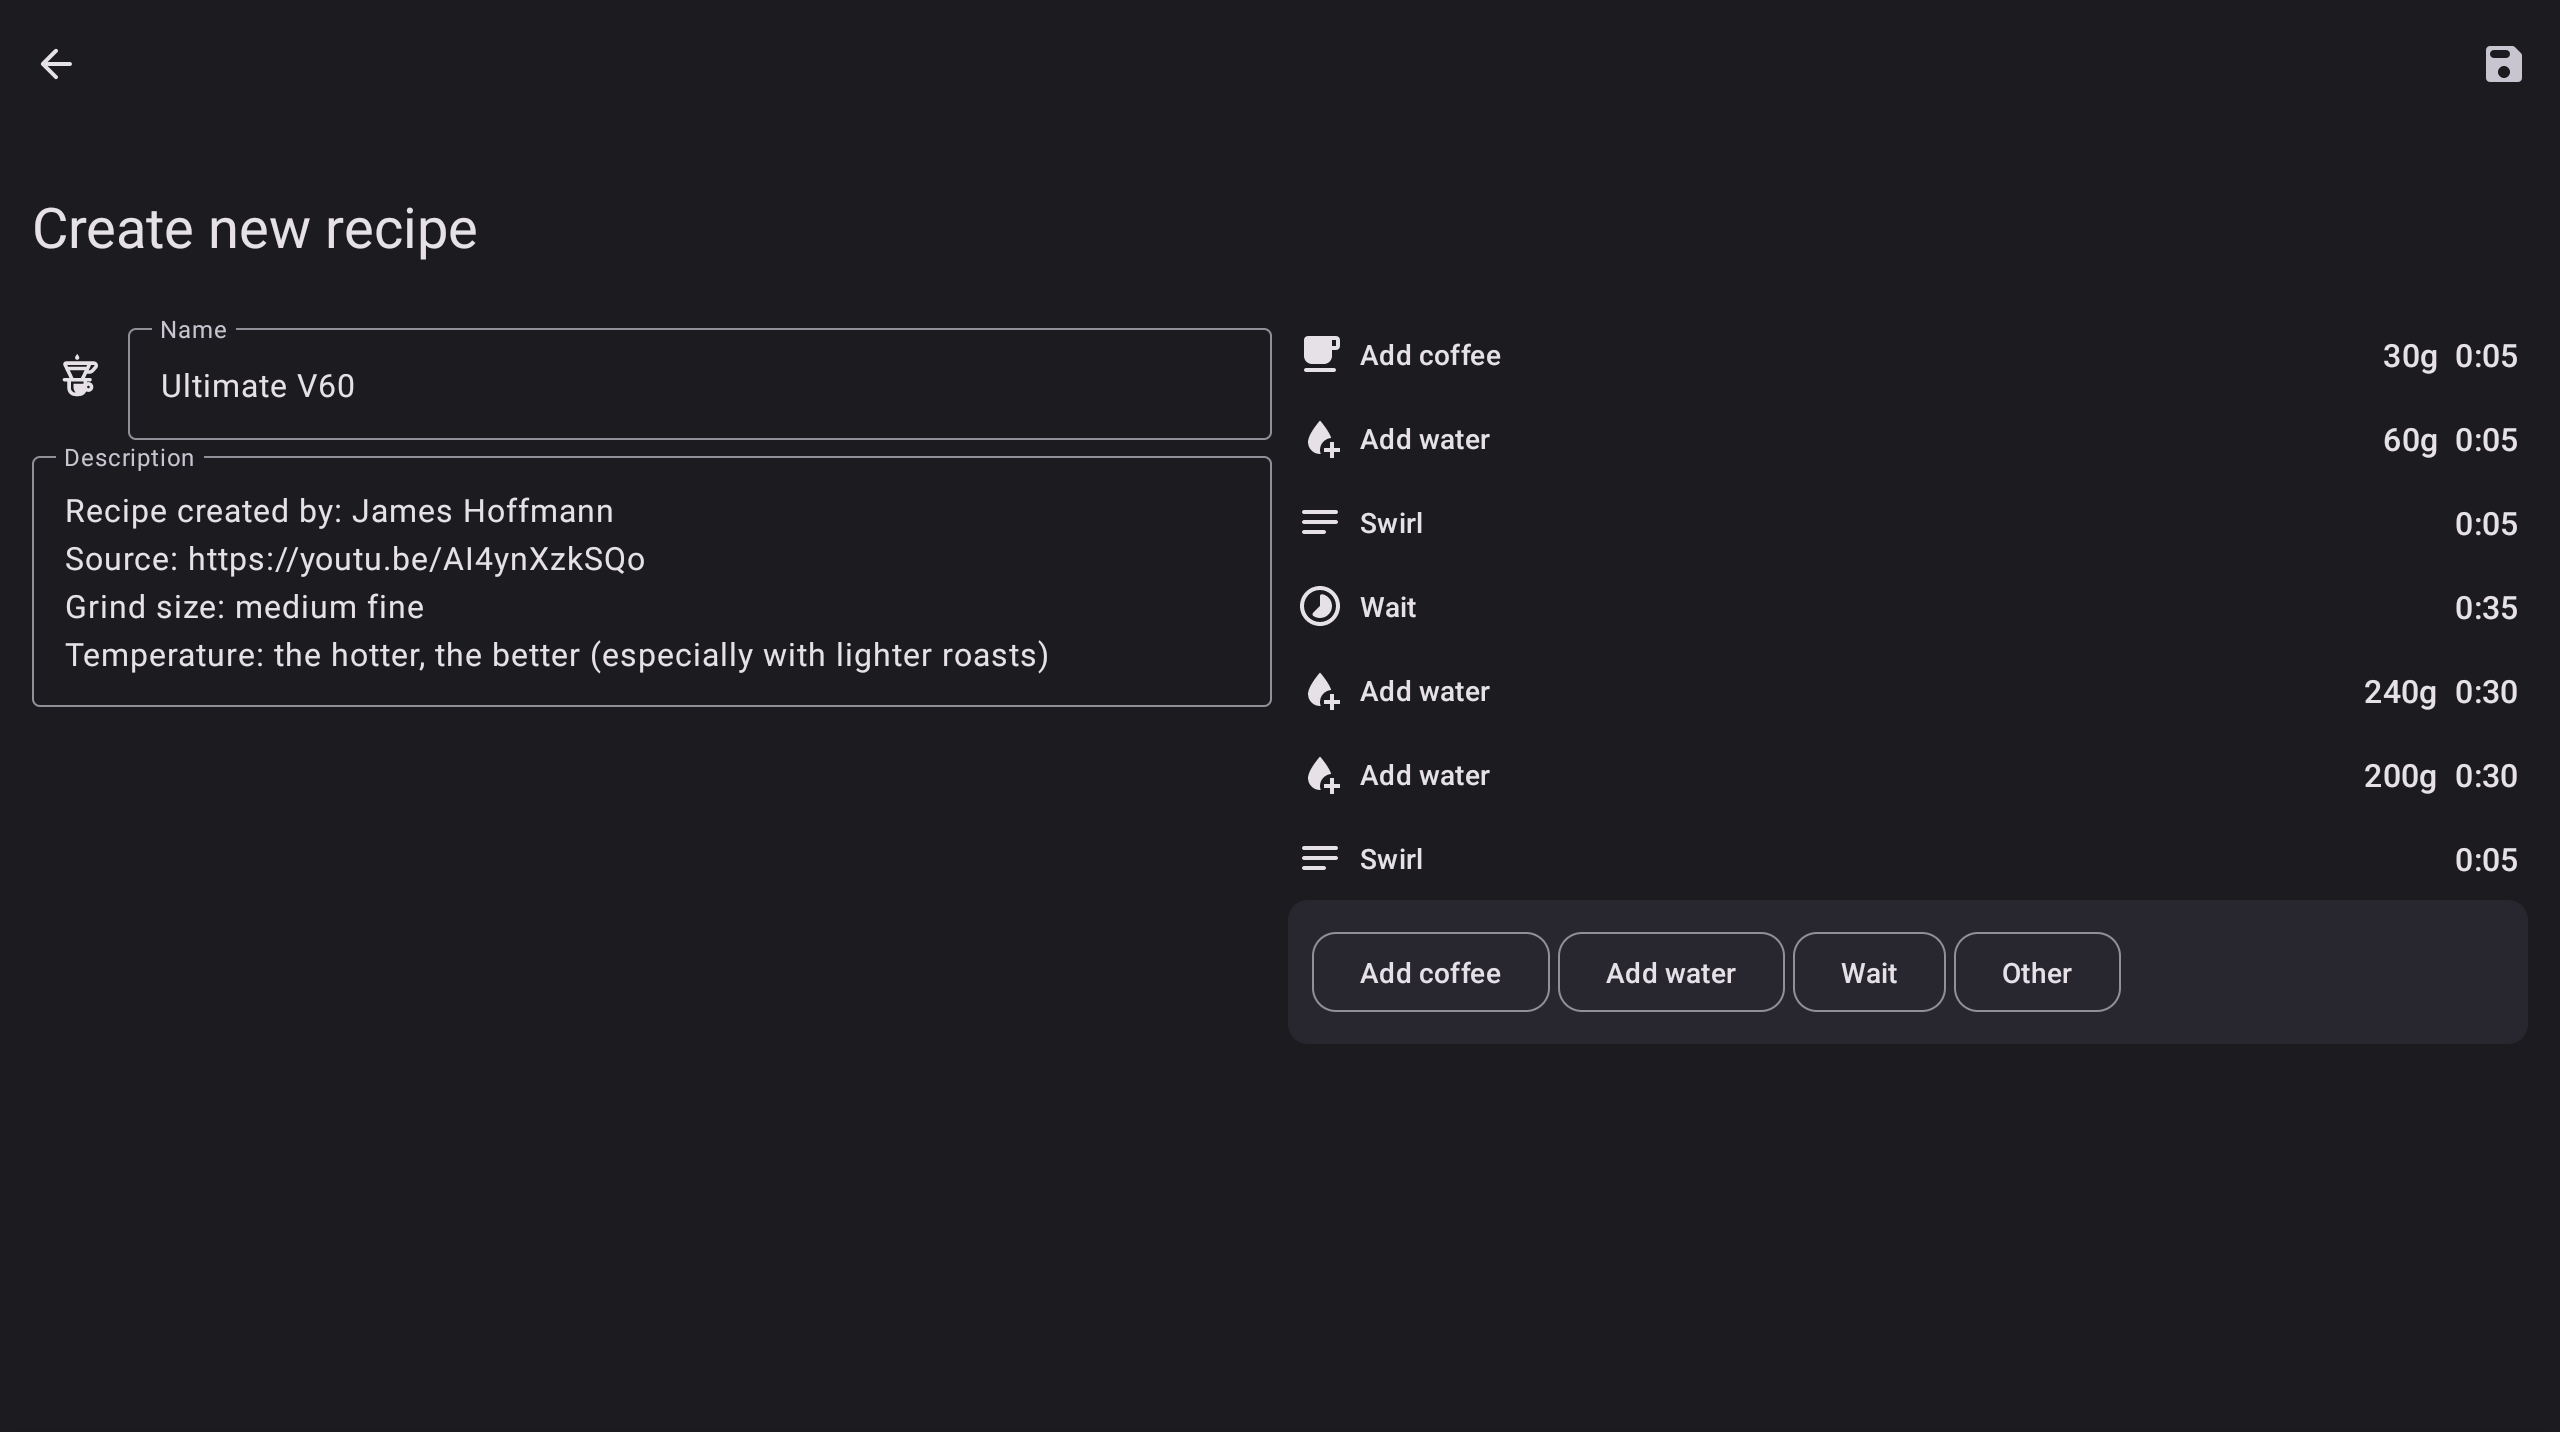 Create new recipe
Name
Ultimate V60
Description
Recipe created by: James Hoffmann
Source: https://youtu.be/AI4ynXzkSQo
Grind size: medium fine
Temperature: the hotter, the better (especially with lighter roasts)
Add coffee 30g 0:05
Add water 60g 0:05
Swirl 0:05
Wait 0:35
Add water 240g 0:30
Add water 200g 0:30
Swirl 0:05
Add coffee Add water Wait Other